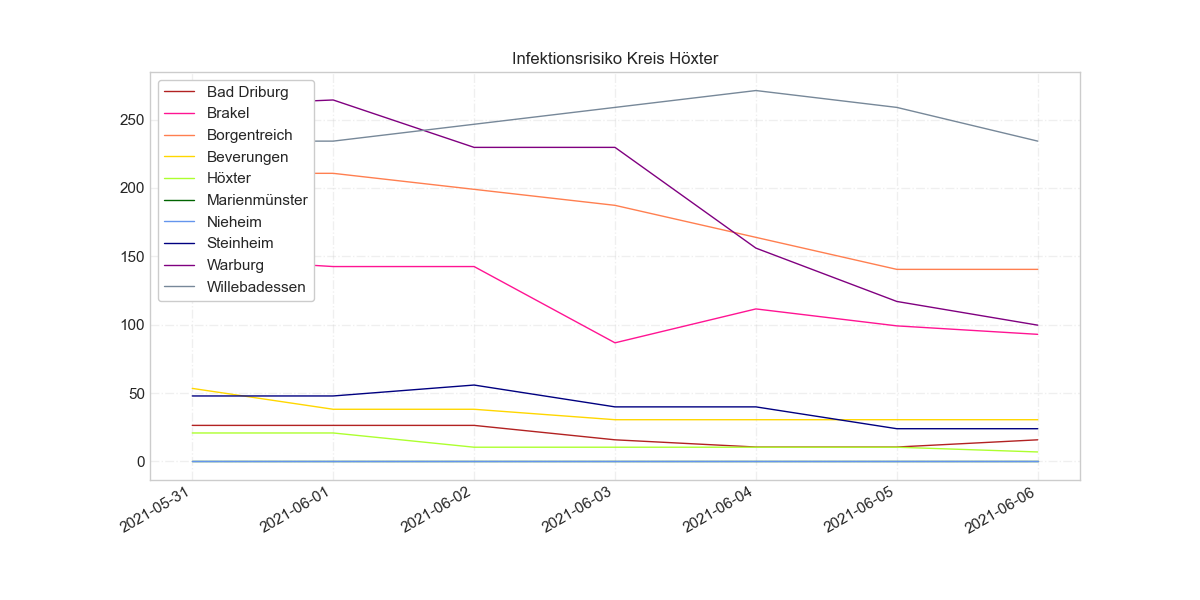 Infektionsrisiko Kreis Höxter
Bad Driburg
Brakel
Borgentreich
Beverungen
Höxter
Marienmünster
Nieheim
Steinheim
Warburg
Willebadessen
250
200
150
100
50
0
2021-05-31
2021-06-01
2021-06-02
2021-06-03
2021-06-04
2021-06-05
2021-06-06